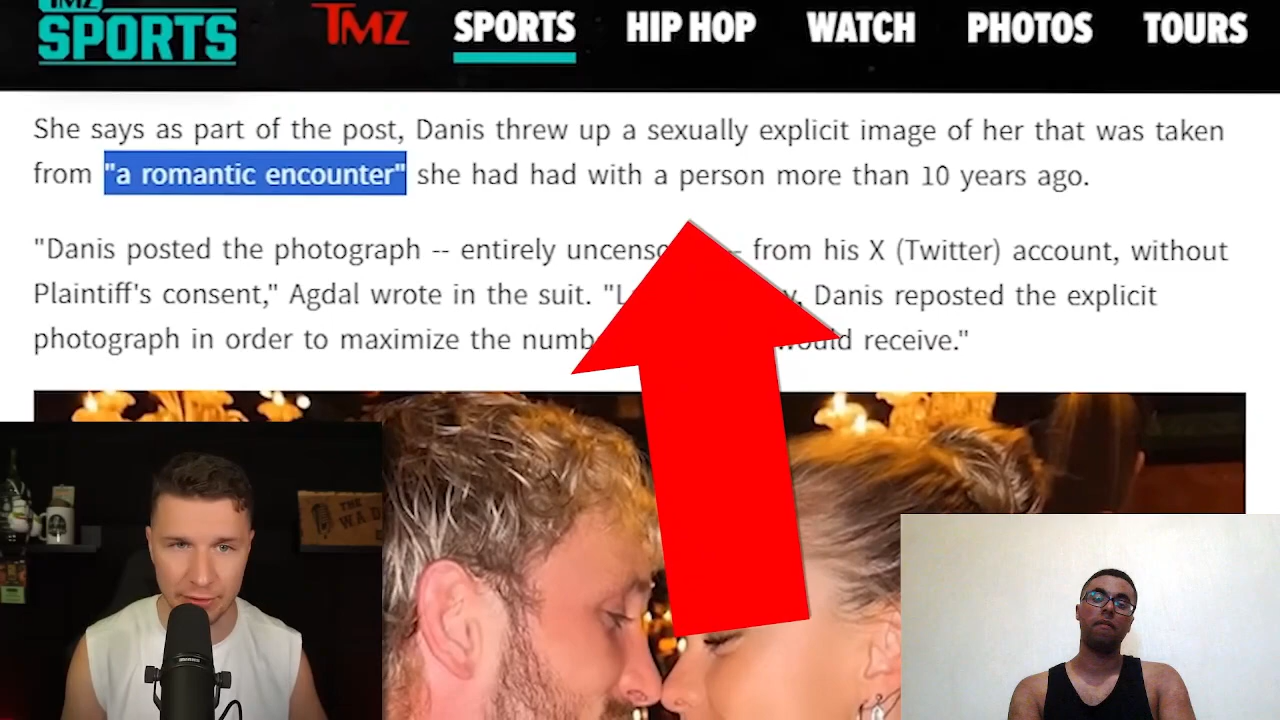 TMZ
SPORTS
TMZ SPORTS HIP HOP WATCH PHOTOS TOURS
She says as part of the post, Danis threw up a sexually explicit image of her that was taken
from "a romantic encounter" she had had with a person more than 10 years ago.
"Danis posted the photograph -- entirely from his X (Twitter) account, without
Plaintiff's consent," Agdal wrote in the suit. " Danis reposted the explicit
photograph in order to maximize the receive."
THE